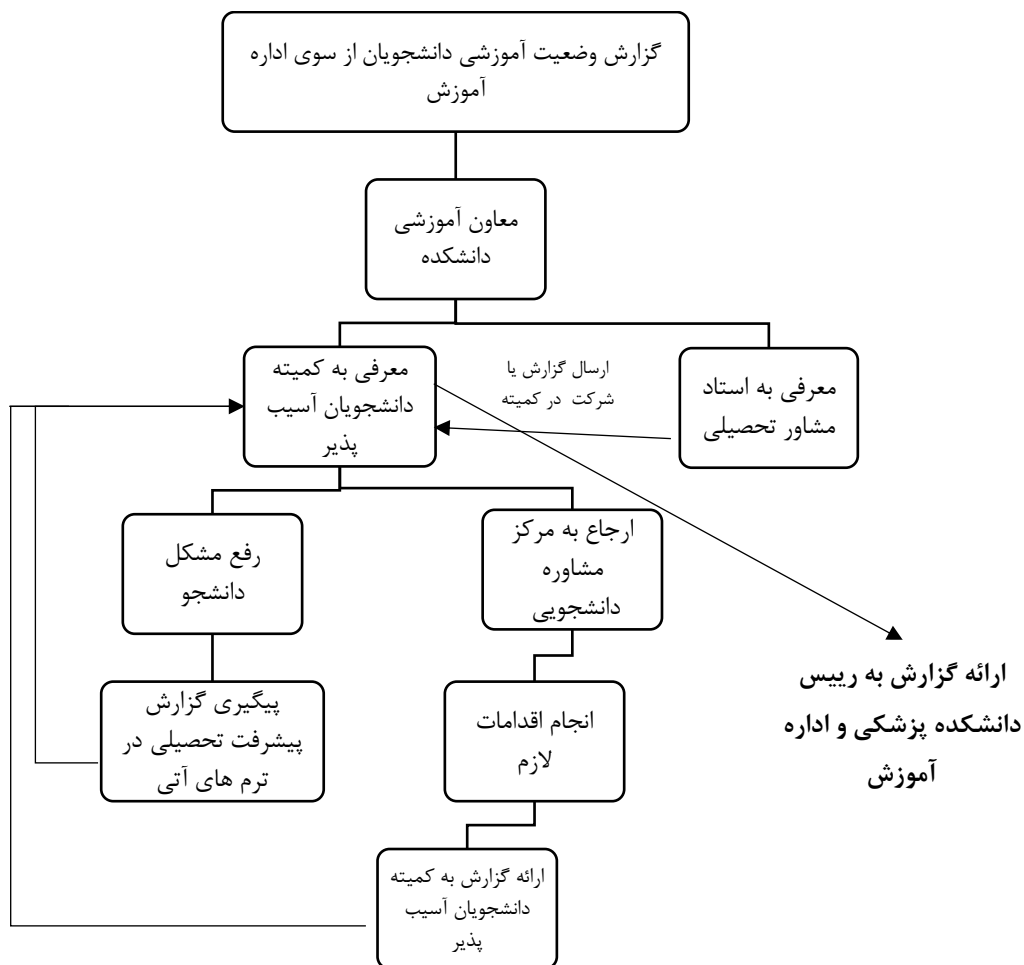 گزارش وضعیت آموزشی دانشجویان از سوی اداره
آموزش
معاون آموزشی
دانشکده
معرفی به استاد
مشاور تحصیلی
ارسال گزارش یا
شرکت در کمیته
معرفی به کمیته
دانشجویان آسیب
پذیر
ارجاع به مرکز
مشاوره
دانشجویی
رفع مشکل
دانشجو
ارائه گزارش به رییس
دانشکده پزشکی و اداره
آموزش
انجام اقدامات
لازم
پیگیری گزارش
پیشرفت تحصیلی در
ترم های آتی
ارائه گزارش به کمیته
دانشجویان آسیب
پذیر